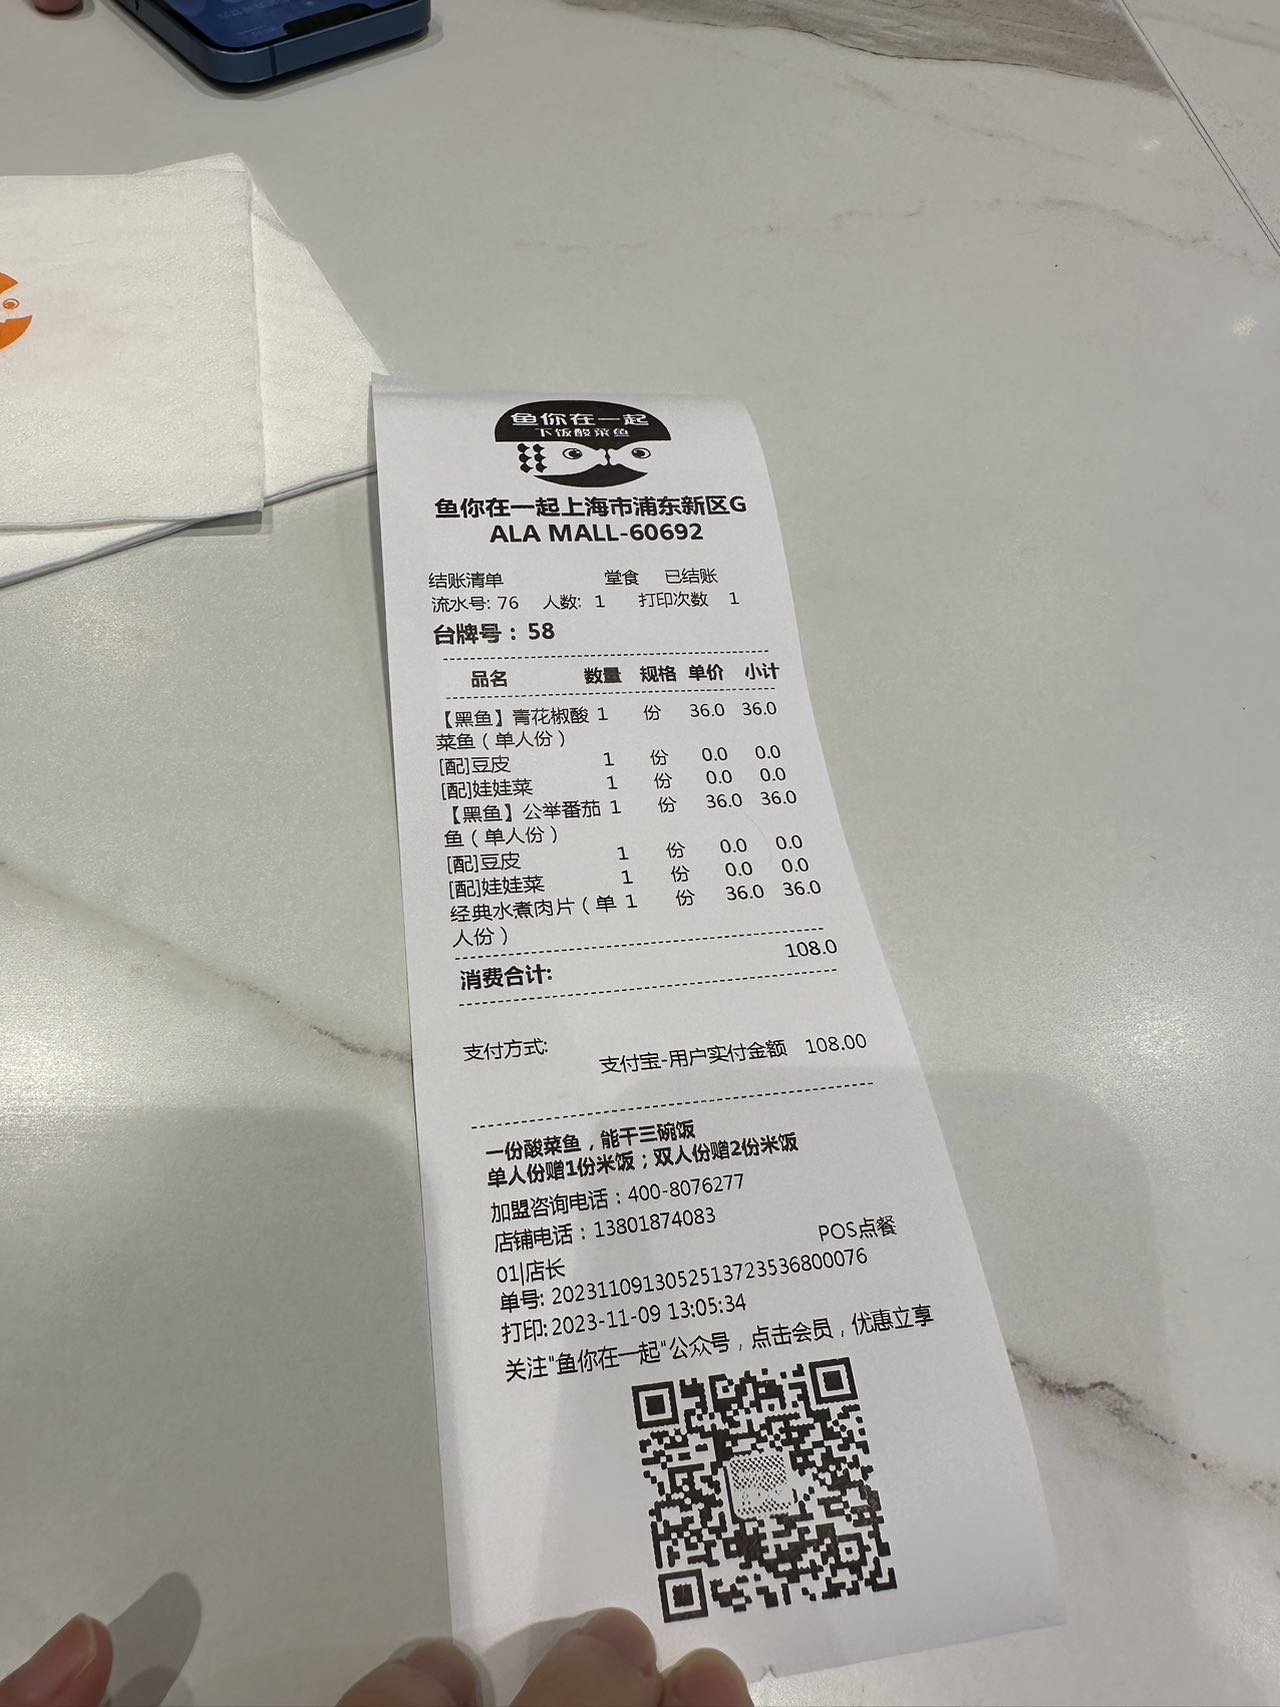 鱼你在一起
下饭酸菜鱼
鱼你在一起上海市浦东新区G
ALA MALL-60692
结账清单 堂食 已结账
流水号: 76 人数: 1 打印次数 1
台牌号：58
品名 数量 规格 单价 小计
【黑鱼】青花椒酸 1 份 36.0 36.0
菜鱼（单人份）
[配]豆皮 1 份 0.0 0.0
[配]娃娃菜 1 份 0.0 0.0
【黑鱼】公举番茄 1 份 36.0 36.0
鱼（单人份）
[配]豆皮 1 份 0.0 0.0
[配]娃娃菜 1 份 0.0 0.0
经典水煮肉片（单 1 份 36.0 36.0
人份）
消费合计: 108.0
支付方式: 支付宝-用户实付金额 108.00
一份酸菜鱼，能干三碗饭
单人份赠1份米饭；双人份赠2份米饭
加盟咨询电话：400-8076277
店铺电话：13801874083
01|店长 POS点餐
单号: 20231109130525137235368​00076
打印: 2023-11-09 13:05:34
关注"鱼你在一起"公众号，点击会员，优惠立享